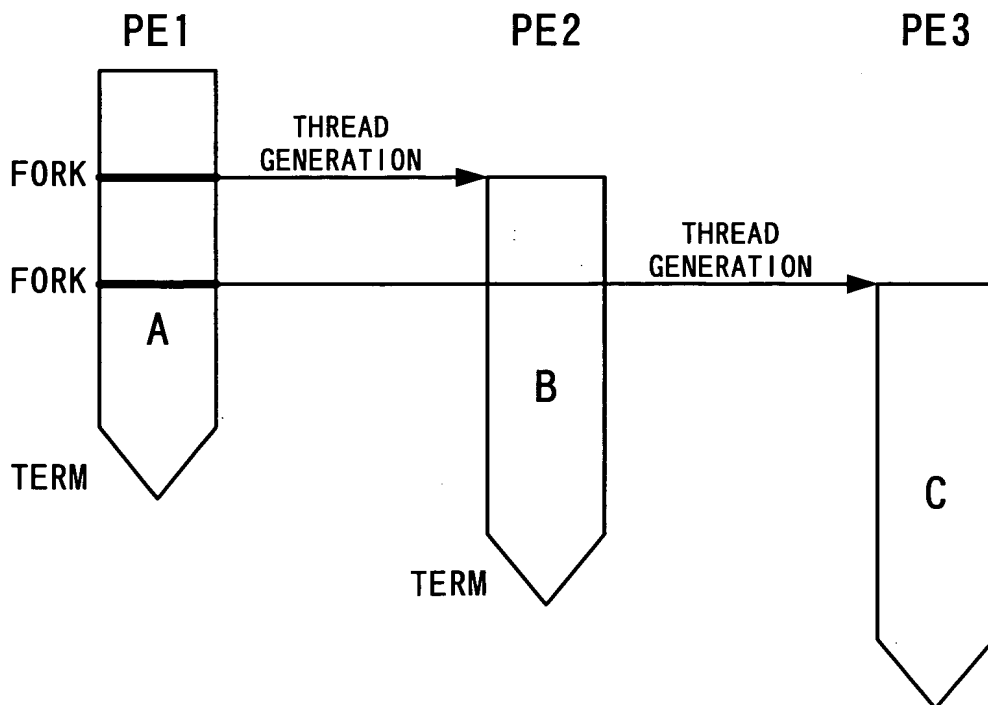 PE1
PE2
PE3
THREAD
GENERATION
FORK
THREAD
GENERATION
FORK
A
B
TERM
C
TERM